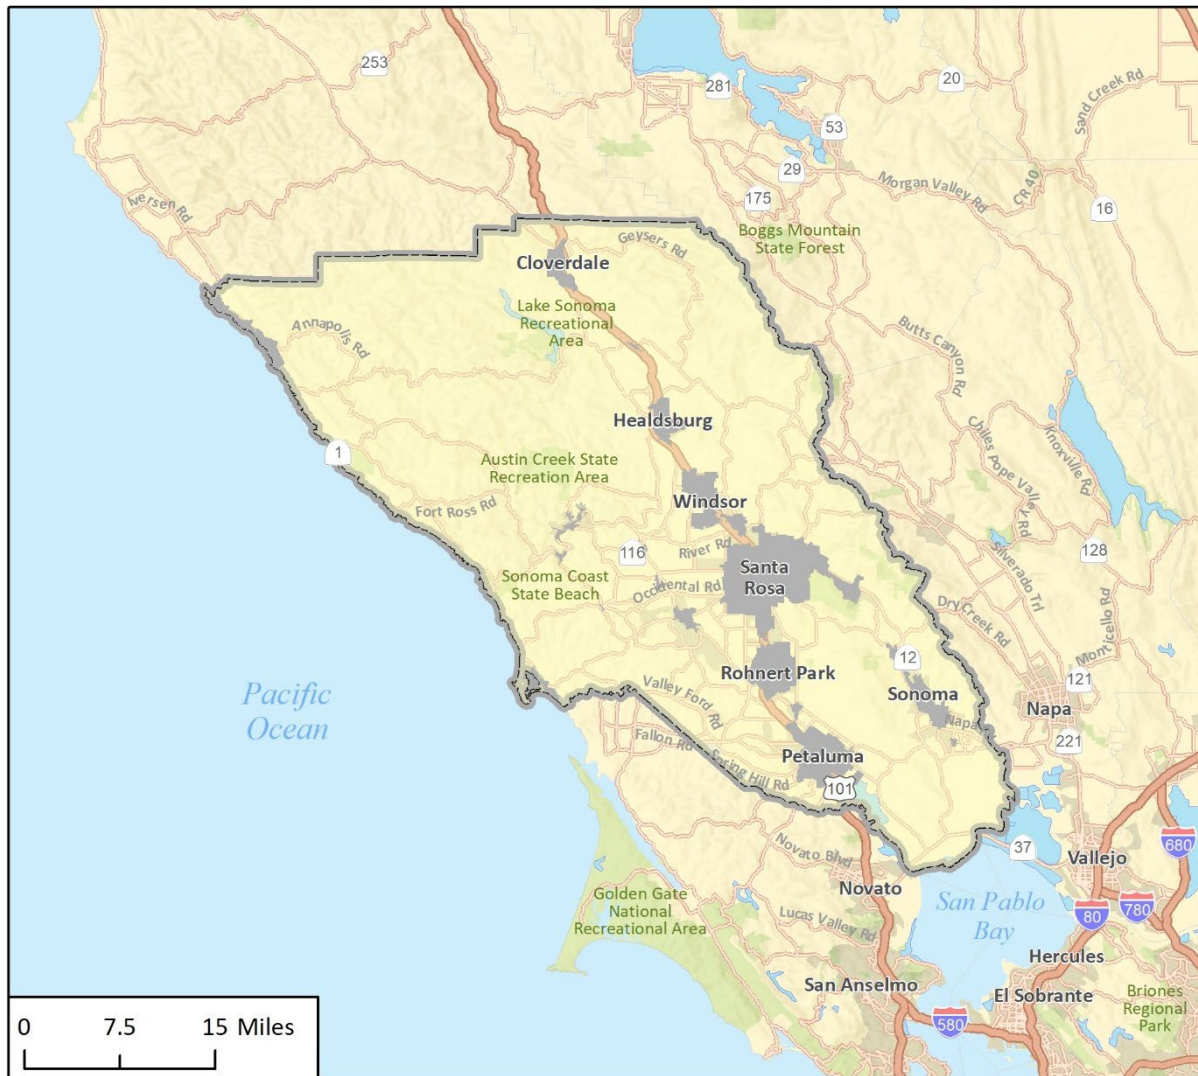 253
281
20
Sand Creek Rd
53
29
CR 40
Morgan Valley Rd
175
16
Iversen Rd
Boggs Mountain
State Forest
Geysers Rd
Cloverdale
Lake Sonoma
Recreational
Area
Annapolis Rd
Butts Canyon Rd
Healdsburg
Chiles Pope Valley Rd
Knoxville Rd
1
Austin Creek State
Recreation Area
Windsor
Fort Ross Rd
116
River Rd
128
Silverado Trl
Santa
Rosa
Sonoma Coast
State Beach
Occidental Rd
Dry Creek Rd
Monticello Rd
12
Rohnert Park
121
Valley Ford Rd
Sonoma
Napa
Napa
Pacific
Ocean
221
Fallon Rd
Spring Hill Rd
Petaluma
101
37
680
Novato Blvd
Vallejo
Novato
Golden Gate
National
Recreational Area
San Pablo
Bay
80
780
Lucas Valley Rd
Hercules
San Anselmo
El Sobrante
Briones
Regional
Park
580
0 7.5 15 Miles